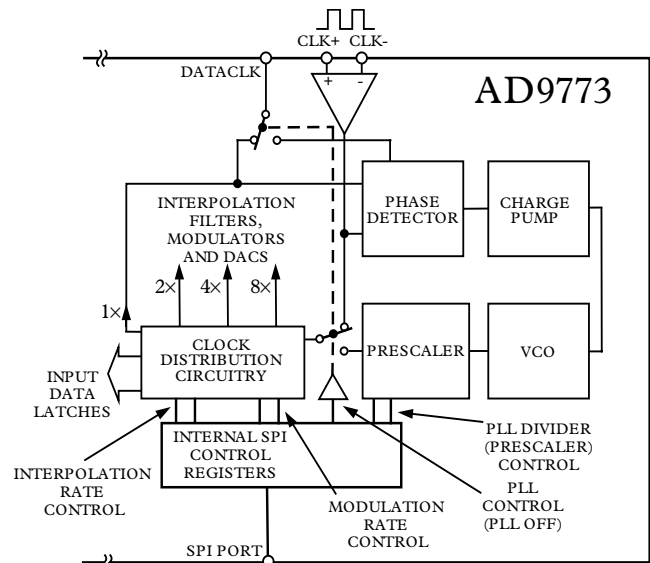 CLK+ CLK-
DATACLK
+ -
AD9773
INTERPOLATION
FILTERS,
MODULATORS
AND DACS
PHASE
DETECTOR
CHARGE
PUMP
2× 4× 8×
1×
CLOCK
DISTRIBUTION
CIRCUITRY
PRESCALER
VCO
INPUT
DATA
LATCHES
INTERNAL SPI
CONTROL
REGISTERS
PLL DIVIDER
(PRESCALER)
CONTROL
INTERPOLATION
RATE
CONTROL
MODULATION
RATE
CONTROL
PLL
CONTROL
(PLL OFF)
SPI PORT